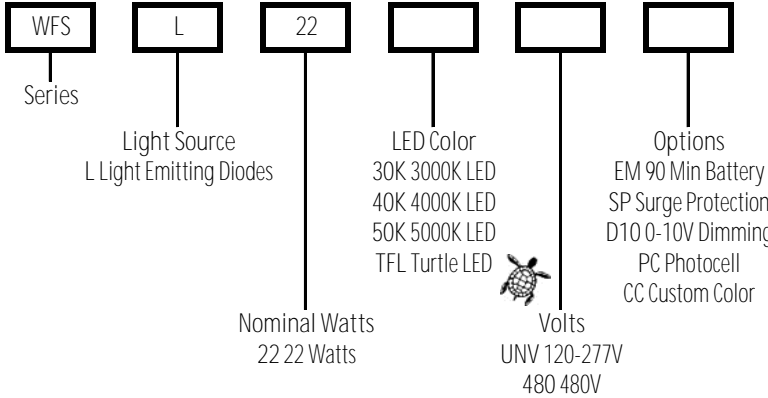 WFS L 22
Series
Light Source
L Light Emitting Diodes
LED Color
30K 3000K LED
40K 4000K LED
50K 5000K LED
TFL Turtle LED
Options
EM 90 Min Battery
SP Surge Protection
D10 0-10V Dimming
PC Photocell
CC Custom Color
Nominal Watts
22 22 Watts
Volts
UNV 120-277V
480 480V